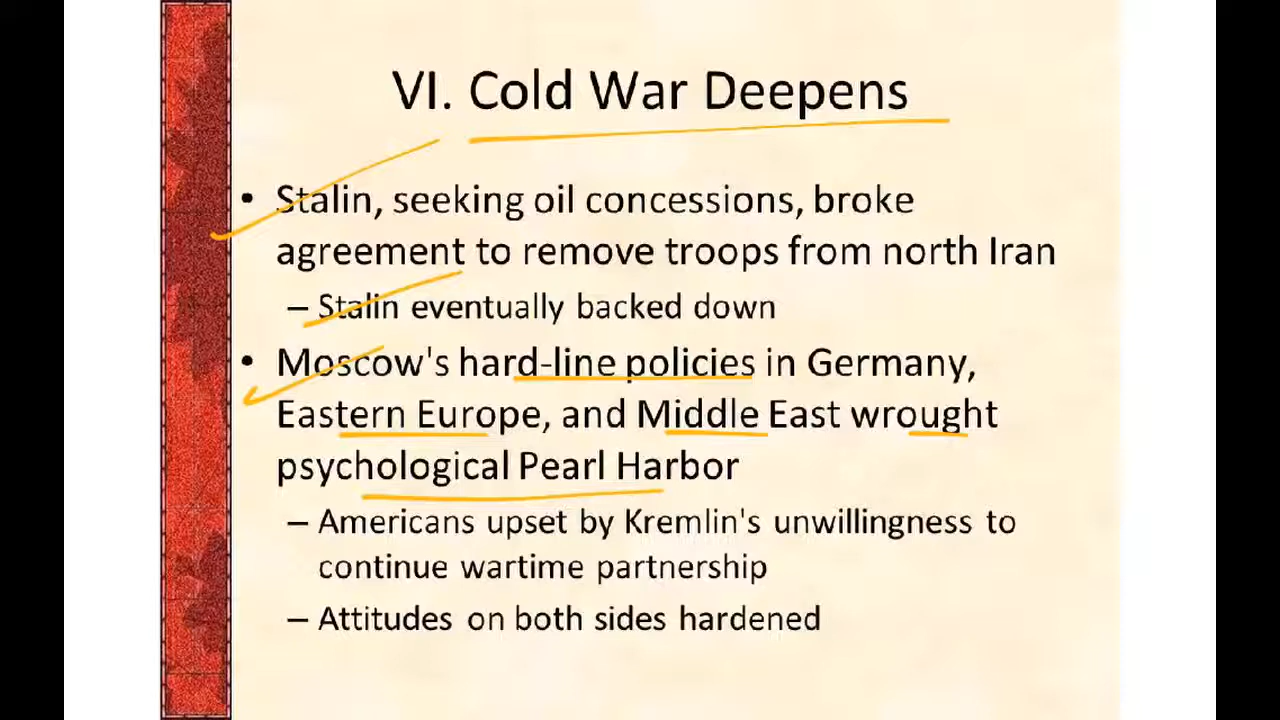 VI. Cold War Deepens
• Stalin, seeking oil concessions, broke
agreement to remove troops from north Iran
– Stalin eventually backed down
• Moscow's hard-line policies in Germany,
Eastern Europe, and Middle East wrought
psychological Pearl Harbor
– Americans upset by Kremlin's unwillingness to
continue wartime partnership
– Attitudes on both sides hardened